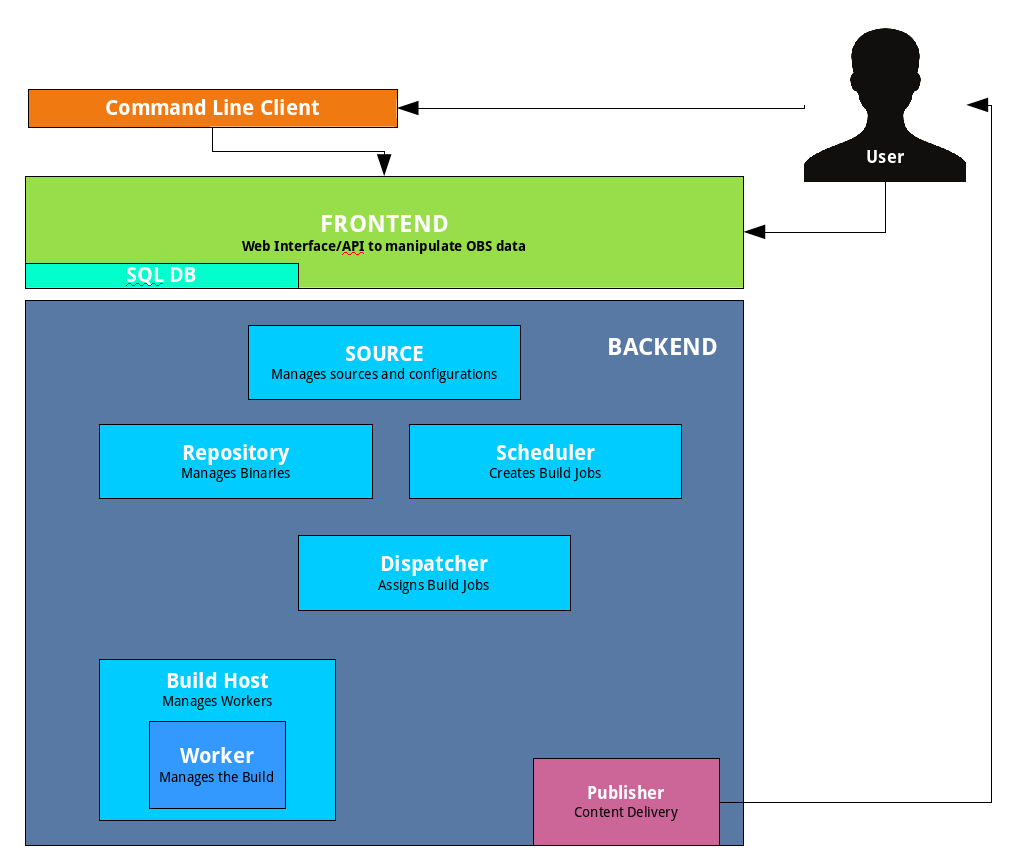 Command Line Client
User
FRONTEND
Web Interface/API to manipulate OBS data
SQL DB
BACKEND
SOURCE
Manages sources and configurations
Repository
Manages Binaries
Scheduler
Creates Build Jobs
Dispatcher
Assigns Build Jobs
Build Host
Manages Workers
Worker
Manages the Build
Publisher
Content Delivery